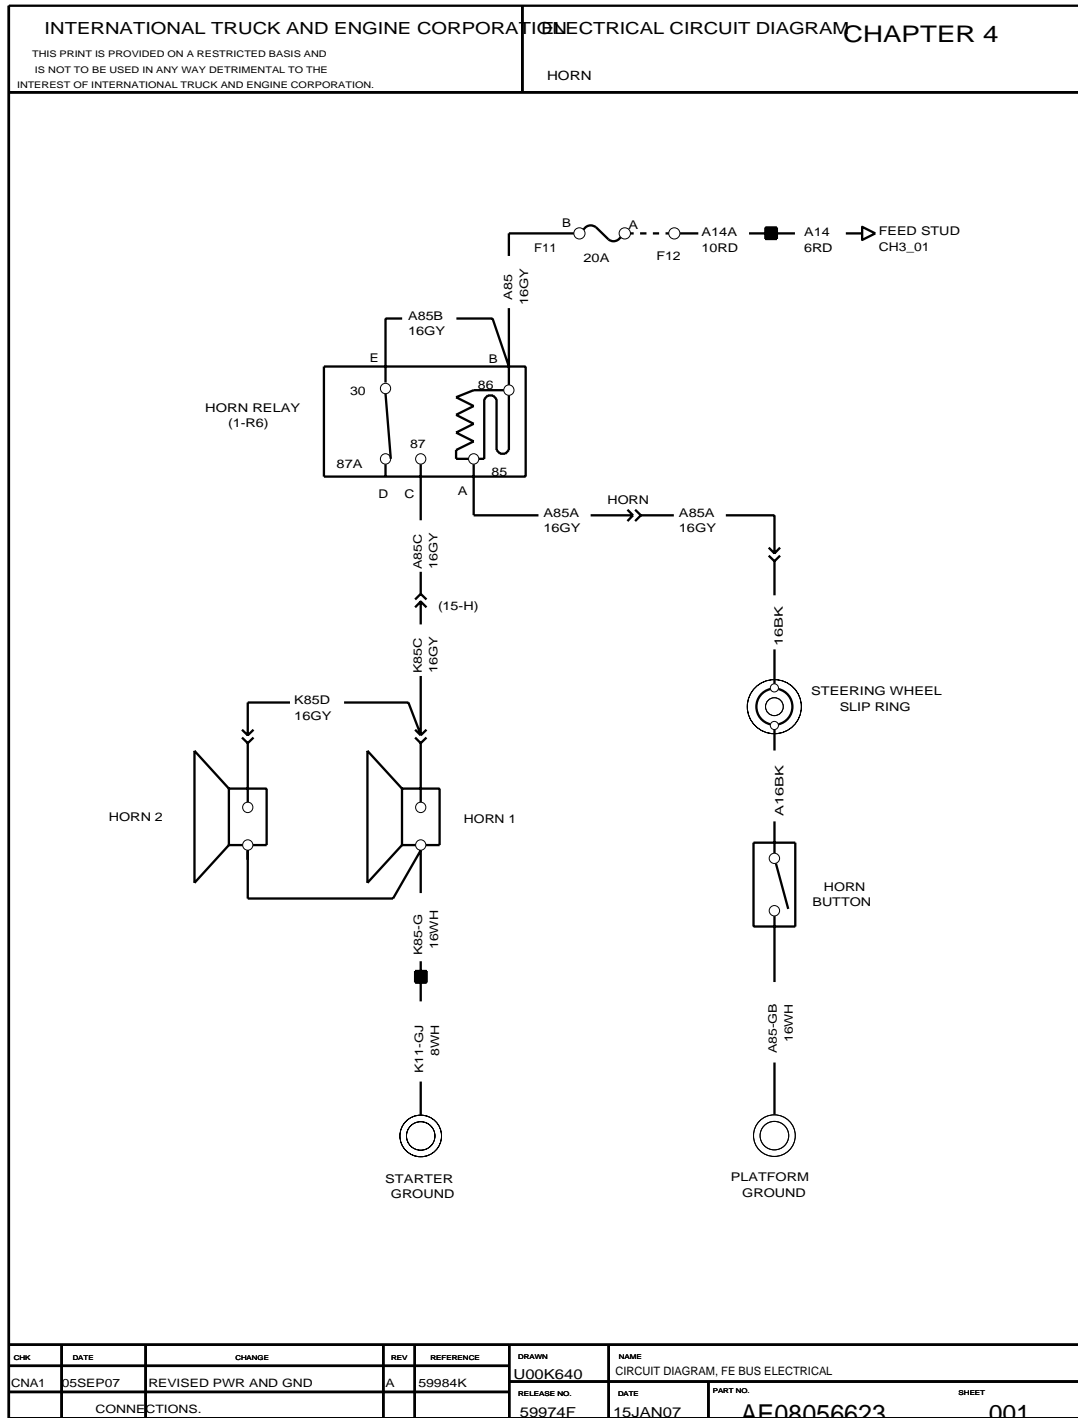 INTERNATIONAL TRUCK AND ENGINE CORPORATION
ELECTRICAL CIRCUIT DIAGRAM
CHAPTER 4
THIS PRINT IS PROVIDED ON A RESTRICTED BASIS AND
IS NOT TO BE USED IN ANY WAY DETRIMENTAL TO THE
INTEREST OF INTERNATIONAL TRUCK AND ENGINE CORPORATION.
HORN
B
A
F11
20A
F12
A14A
10RD
A14
6RD
FEED STUD
CH3_01
A85
16GY
A85B
16GY
E
B
30
86
HORN RELAY
(1-R6)
87
87A
85
D
C
A
A85A
16GY
HORN
A85A
16GY
A85C
16GY
(15-H)
K85C
16GY
16BK
K85D
16GY
STEERING WHEEL
SLIP RING
A16BK
HORN 2
HORN 1
HORN
BUTTON
K85-G
16WH
K11-GJ
8WH
A85-GB
16WH
STARTER
GROUND
PLATFORM
GROUND
CHK
DATE
CHANGE
REV
REFERENCE
DRAWN
NAME
CNA1
05SEP07
REVISED PWR AND GND
A
59984K
U00K640
CIRCUIT DIAGRAM, FE BUS ELECTRICAL
CONNECTIONS.
RELEASE NO.
DATE
PART NO.
SHEET
59974F
15JAN07
AE08056623
001